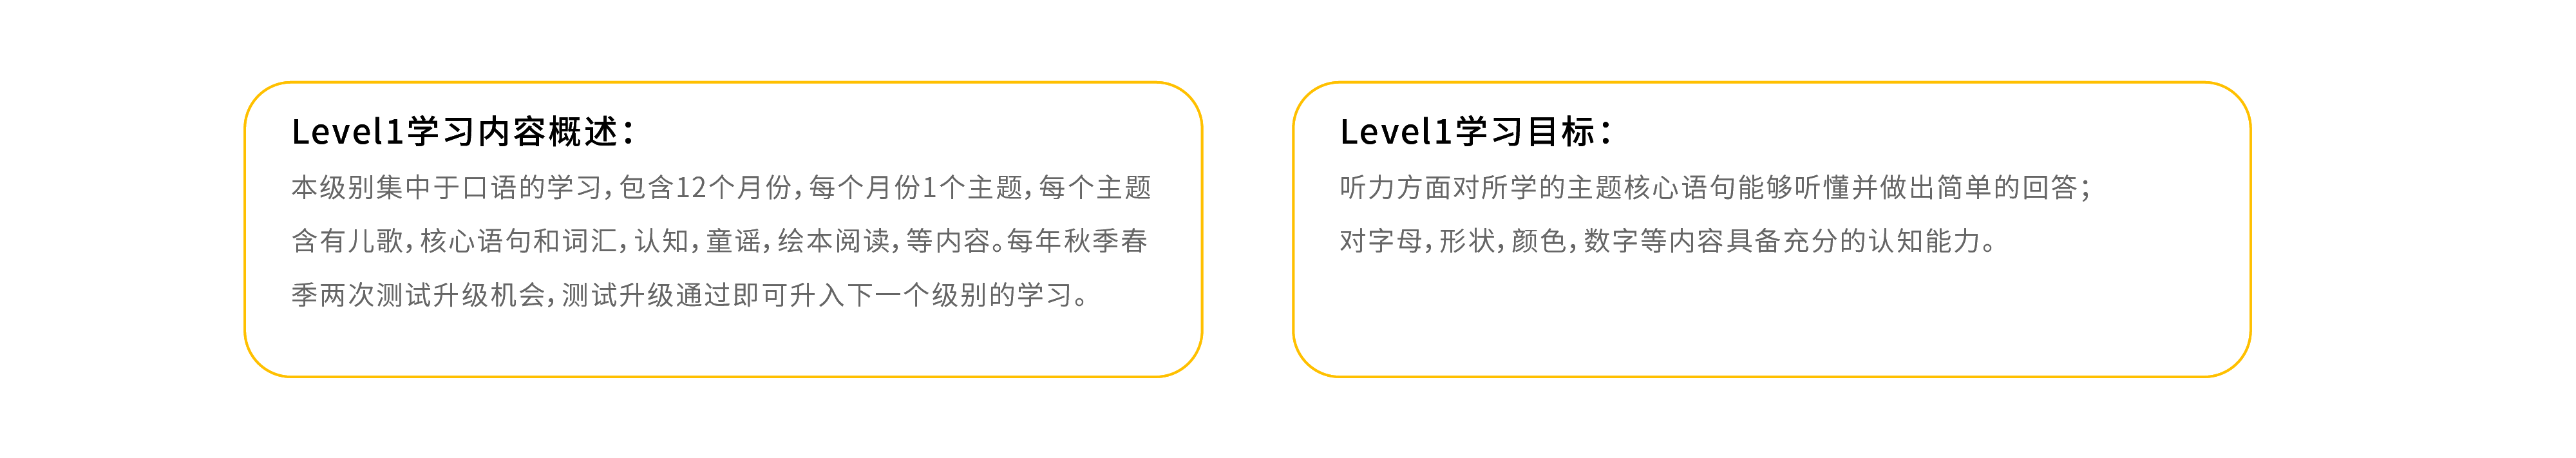 Level1学习内容概述：
本级别集中于口语的学习，包含12个月份，每个月份1个主题，每个主题
含有儿歌，核心语句和词汇，认知，童谣，绘本阅读，等内容。每年秋季春
季两次测试升级机会，测试升级通过即可升入下一个级别的学习。
Level1学习目标：
听力方面对所学的主题核心语句能够听懂并做出简单的回答；
对字母，形状，颜色，数字等内容具备充分的认知能力。